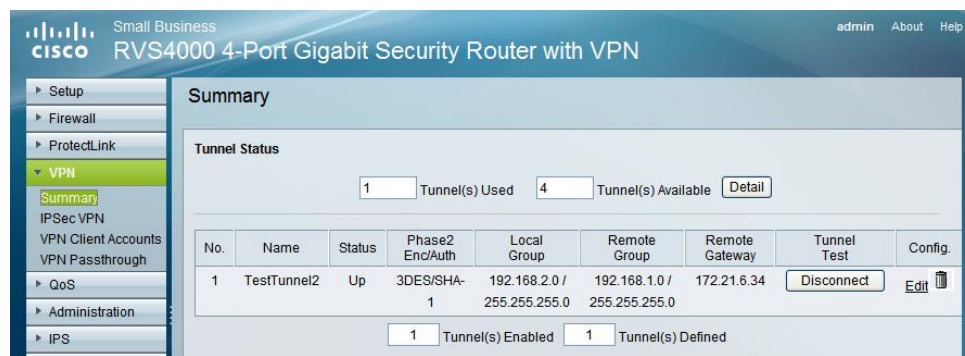 Small Business
cisco RVS4000 4-Port Gigabit Security Router with VPN
admin About Help
Setup
Firewall
ProtectLink
VPN
Summary
IPSec VPN
VPN Client Accounts
VPN Passthrough
QoS
Administration
IPS
Summary
Tunnel Status
1 Tunnel(s) Used 4 Tunnel(s) Available Detail
No. Name Status Phase2 Enc/Auth Local Group Remote Group Remote Gateway Tunnel Test Config.
1 TestTunnel2 Up 3DES/SHA-1 192.168.2.0 / 255.255.255.0 192.168.1.0 / 255.255.255.0 172.21.6.34 Disconnect Edit
1 Tunnel(s) Enabled 1 Tunnel(s) Defined